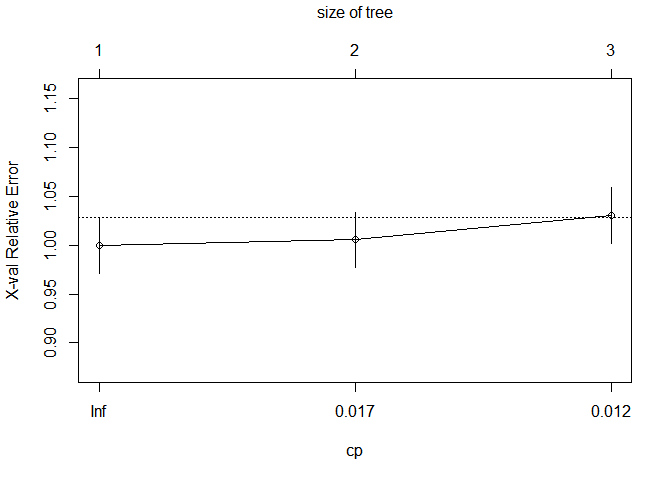 size of tree
1 2 3
X-val Relative Error
1.15
1.10
1.05
1.00
0.95
0.90
Inf 0.017 0.012
cp